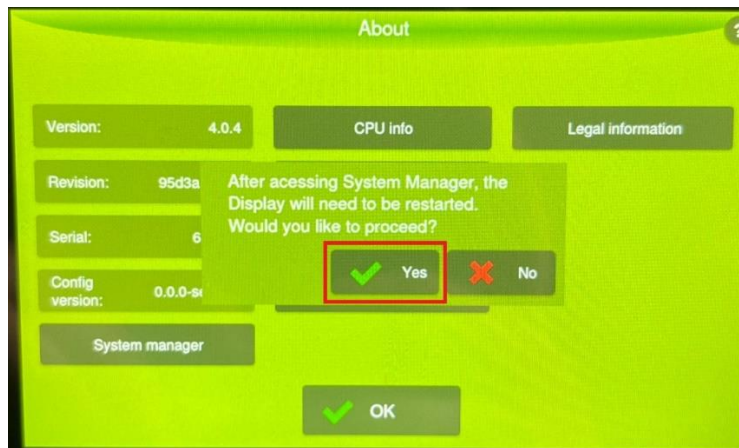 About
?
Version: 4.0.4
CPU info
Legal information
Revision: 95d3a
After acessing System Manager, the
Display will need to be restarted.
Would you like to proceed?
Serial: 6
Yes
No
Config
version: 0.0.0-se
System manager
OK